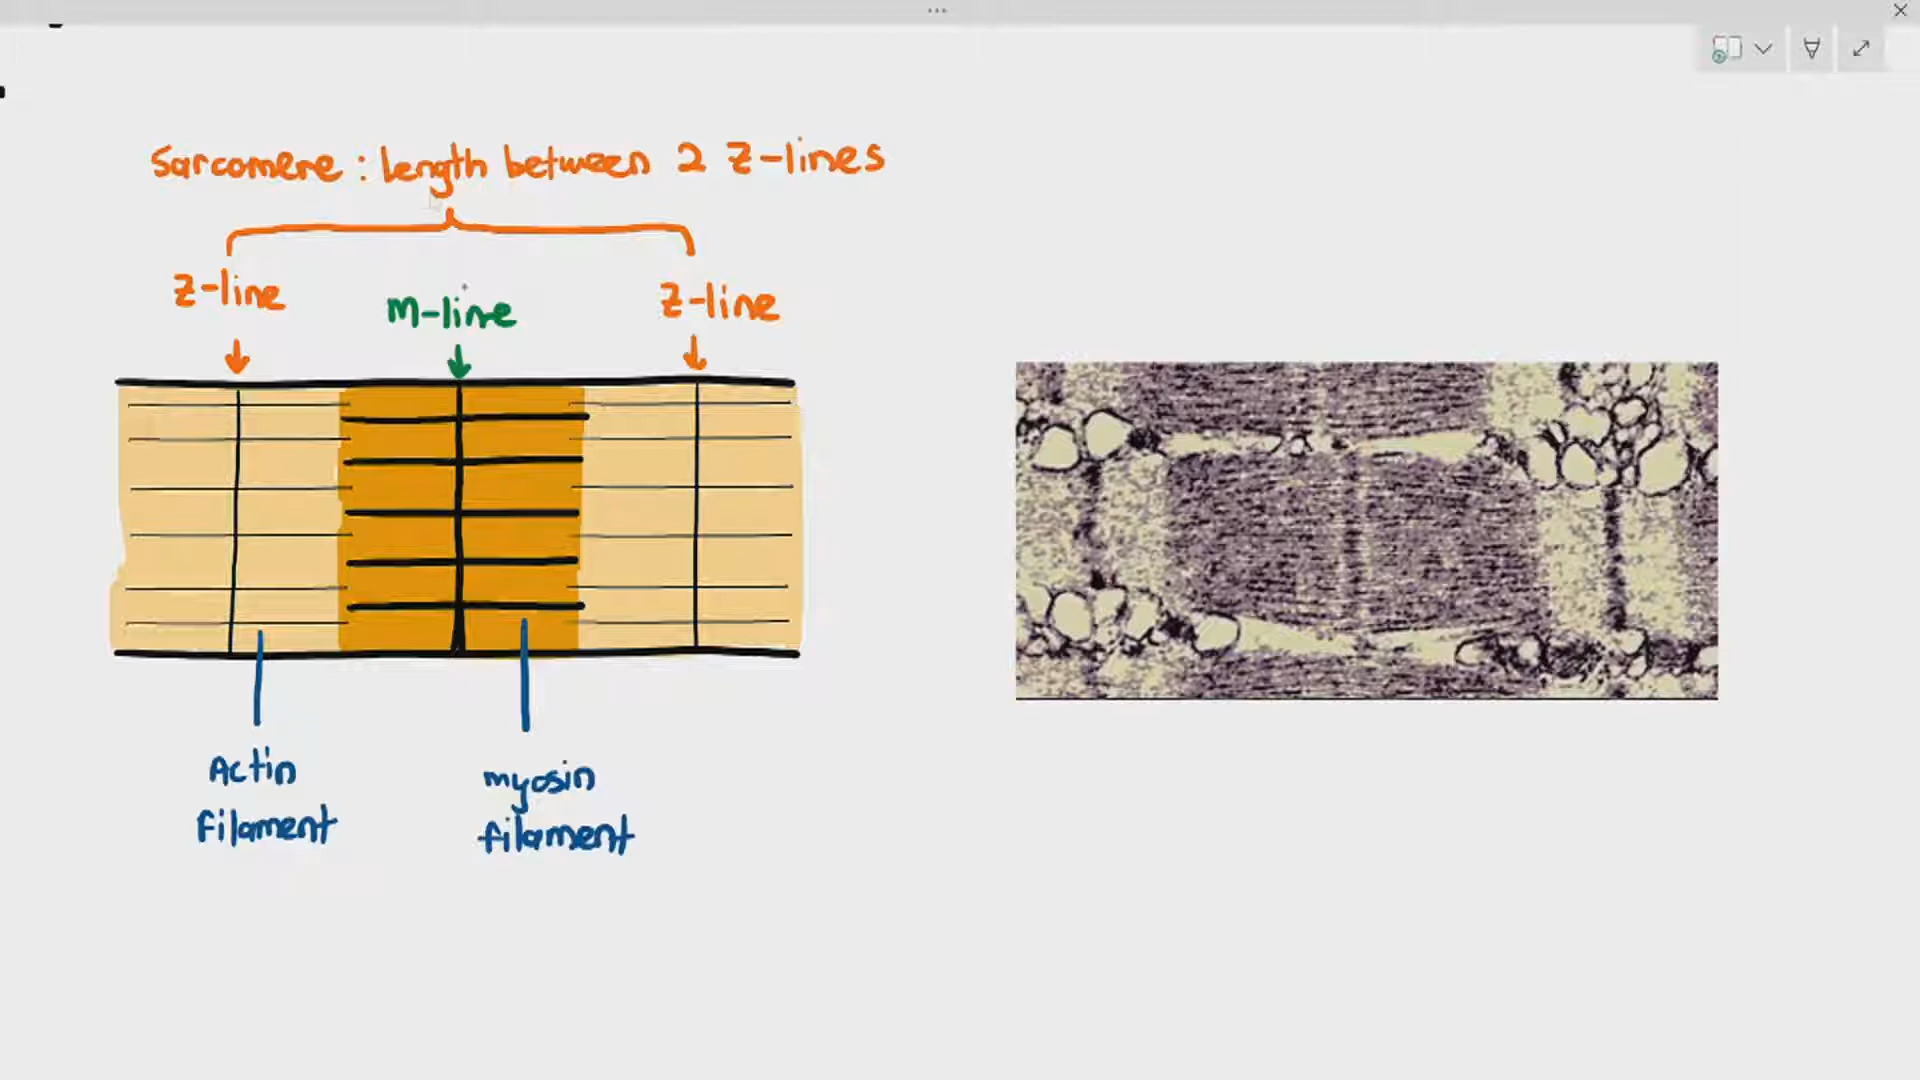 Sarcomere : Length between 2 Z-lines
Z-line
M-line
Z-line
Actin
filament
myosin
filament